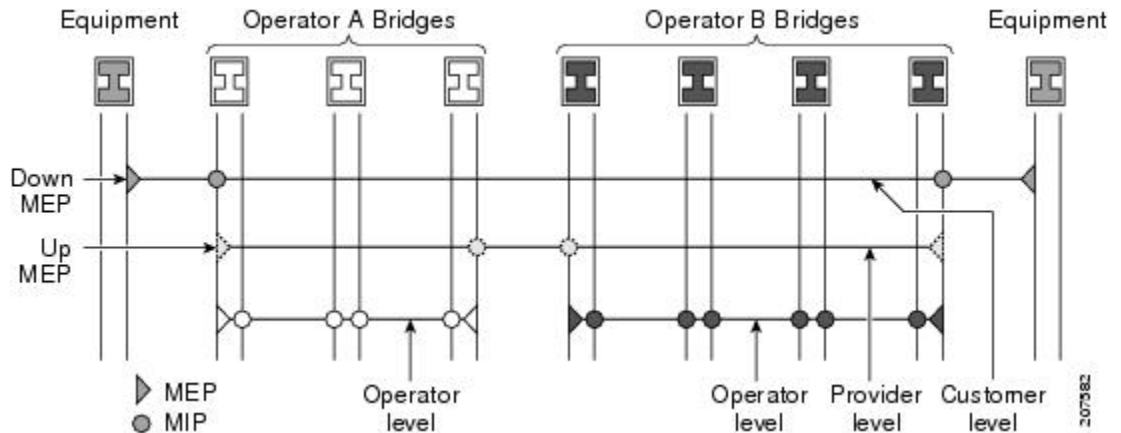 Equipment
Operator A Bridges
Operator B Bridges
Equipment
Down
MEP
Up
MEP
MEP
MIP
Operator
level
Operator
level
Provider
level
Customer
level
207582